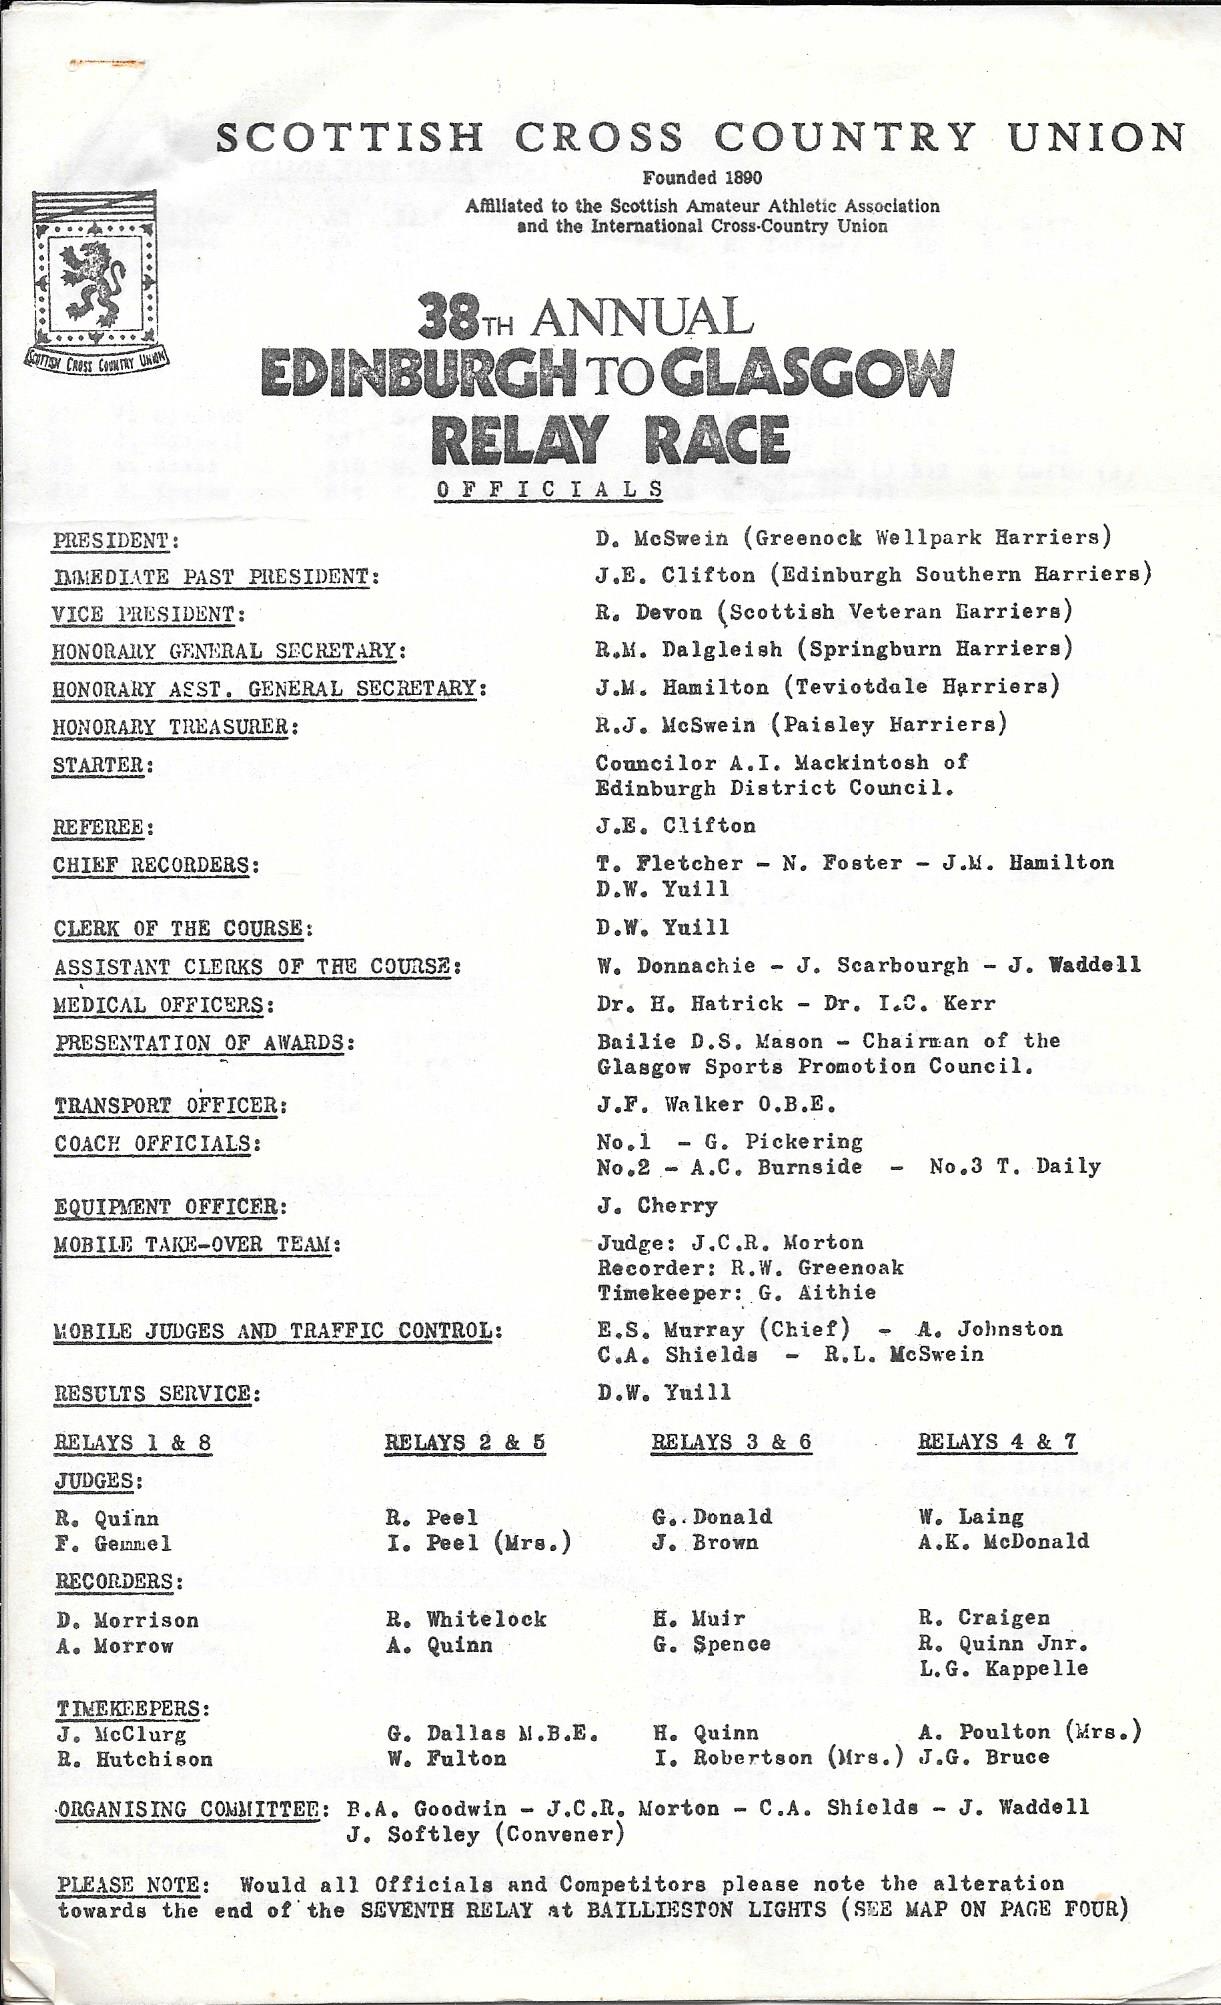 SCOTTISH CROSS COUNTRY UNION
Founded 1890
Affiliated to the Scottish Amateur Athletic Association
and the International Cross-Country Union
SCOTTISH CROSS COUNTRY UNION
38TH ANNUAL
EDINBURGH TO GLASGOW
RELAY RACE
OFFICIALS
PRESIDENT: D. McSwein (Greenock Wellpark Harriers)
IMMEDIATE PAST PRESIDENT: J.E. Clifton (Edinburgh Southern Harriers)
VICE PRESIDENT: R. Devon (Scottish Veteran Harriers)
HONORARY GENERAL SECRETARY: R.M. Dalgleish (Springburn Harriers)
HONORARY ASST. GENERAL SECRETARY: J.M. Hamilton (Teviotdale Harriers)
HONORARY TREASURER: R.J. McSwein (Paisley Harriers)
STARTER: Councilor A.I. Mackintosh of
Edinburgh District Council.
REFEREE: J.E. Clifton
CHIEF RECORDERS: T. Fletcher - N. Foster - J.M. Hamilton
D.W. Yuill
CLERK OF THE COURSE: D.W. Yuill
ASSISTANT CLERKS OF THE COURSE: W. Donnachie - J. Scarbourgh - J. Waddell
MEDICAL OFFICERS: Dr. H. Hatrick - Dr. I.C. Kerr
PRESENTATION OF AWARDS: Bailie D.S. Mason - Chairman of the
Glasgow Sports Promotion Council.
TRANSPORT OFFICER: J.F. Walker O.B.E.
COACH OFFICIALS: No.1 - G. Pickering
No.2 - A.C. Burnside - No.3 T. Daily
EQUIPMENT OFFICER: J. Cherry
MOBILE TAKE-OVER TEAM: Judge: J.C.R. Morton
Recorder: R.W. Greenoak
Timekeeper: G. Aithie
MOBILE JUDGES AND TRAFFIC CONTROL: E.S. Murray (Chief) - A. Johnston
C.A. Shields - R.L. McSwein
RESULTS SERVICE: D.W. Yuill
RELAYS 1 & 8 RELAYS 2 & 5 RELAYS 3 & 6 RELAYS 4 & 7
JUDGES:
R. Quinn R. Peel G. Donald W. Laing
F. Gemmel I. Peel (Mrs.) J. Brown A.K. McDonald
RECORDERS:
D. Morrison R. Whitelock H. Muir R. Craigen
A. Morrow A. Quinn G. Spence R. Quinn Jnr.
L.G. Kappelle
TIMEKEEPERS:
J. McClurg G. Dallas M.B.E. H. Quinn A. Poulton (Mrs.)
R. Hutchison W. Fulton I. Robertson (Mrs.) J.G. Bruce
ORGANISING COMMITTEE: B.A. Goodwin - J.C.R. Morton - C.A. Shields - J. Waddell
J. Softley (Convener)
PLEASE NOTE: Would all Officials and Competitors please note the alteration
towards the end of the SEVENTH RELAY at BAILLIESTON LIGHTS (SEE MAP ON PAGE FOUR)